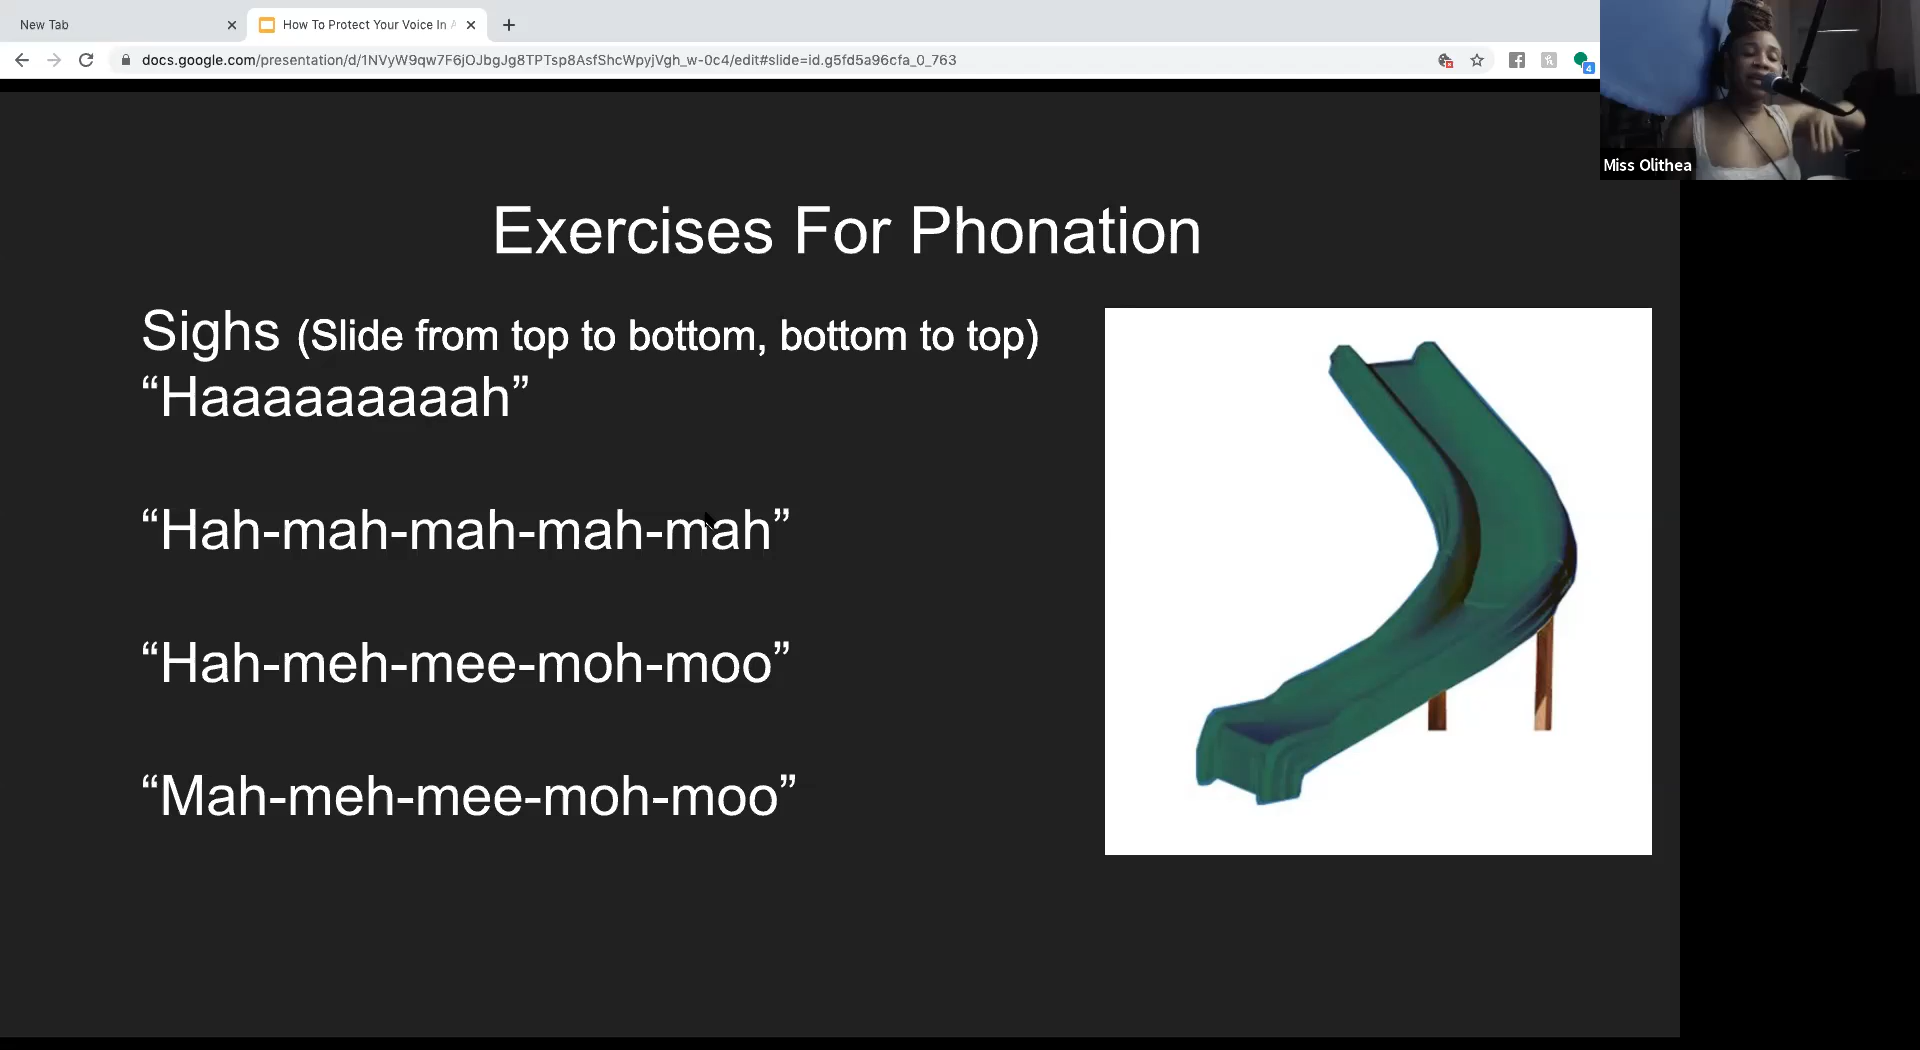 New Tab
How To Protect Your Voice In
docs.google.com/presentation/d/1NVyW9qw7F6jOJbgJg8TPTsp8AsfShcWpyjVgh_w-0c4/edit#slide=id.g5fd5a96cfa_0_763
4
Miss Olithea
Exercises For Phonation
Sighs (Slide from top to bottom, bottom to top)
“Haaaaaaaaah”
“Hah-mah-mah-mah-mah”
“Hah-meh-mee-moh-moo”
“Mah-meh-mee-moh-moo”